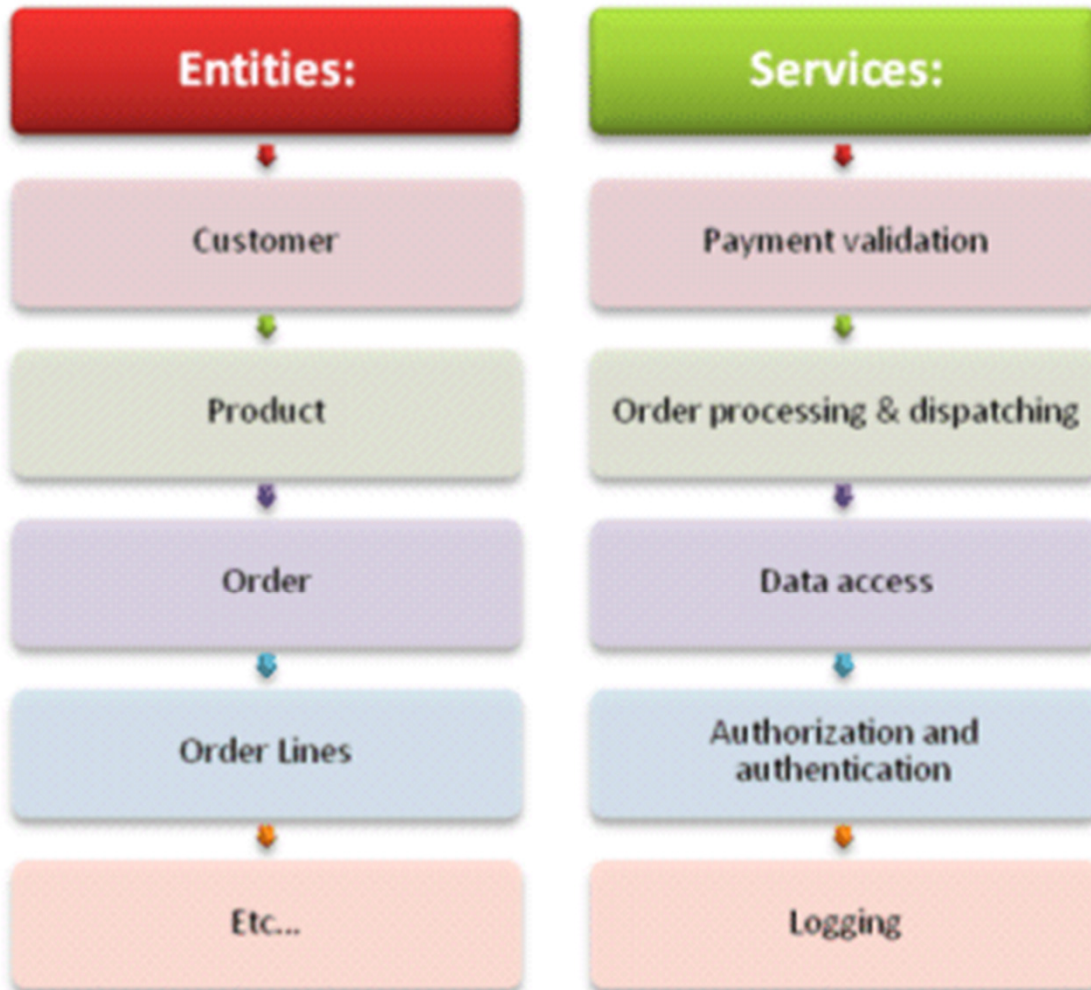 Entities:
Customer
Product
Order
Order Lines
Etc...
Services:
Payment validation
Order processing & dispatching
Data access
Authorization and
authentication
Logging